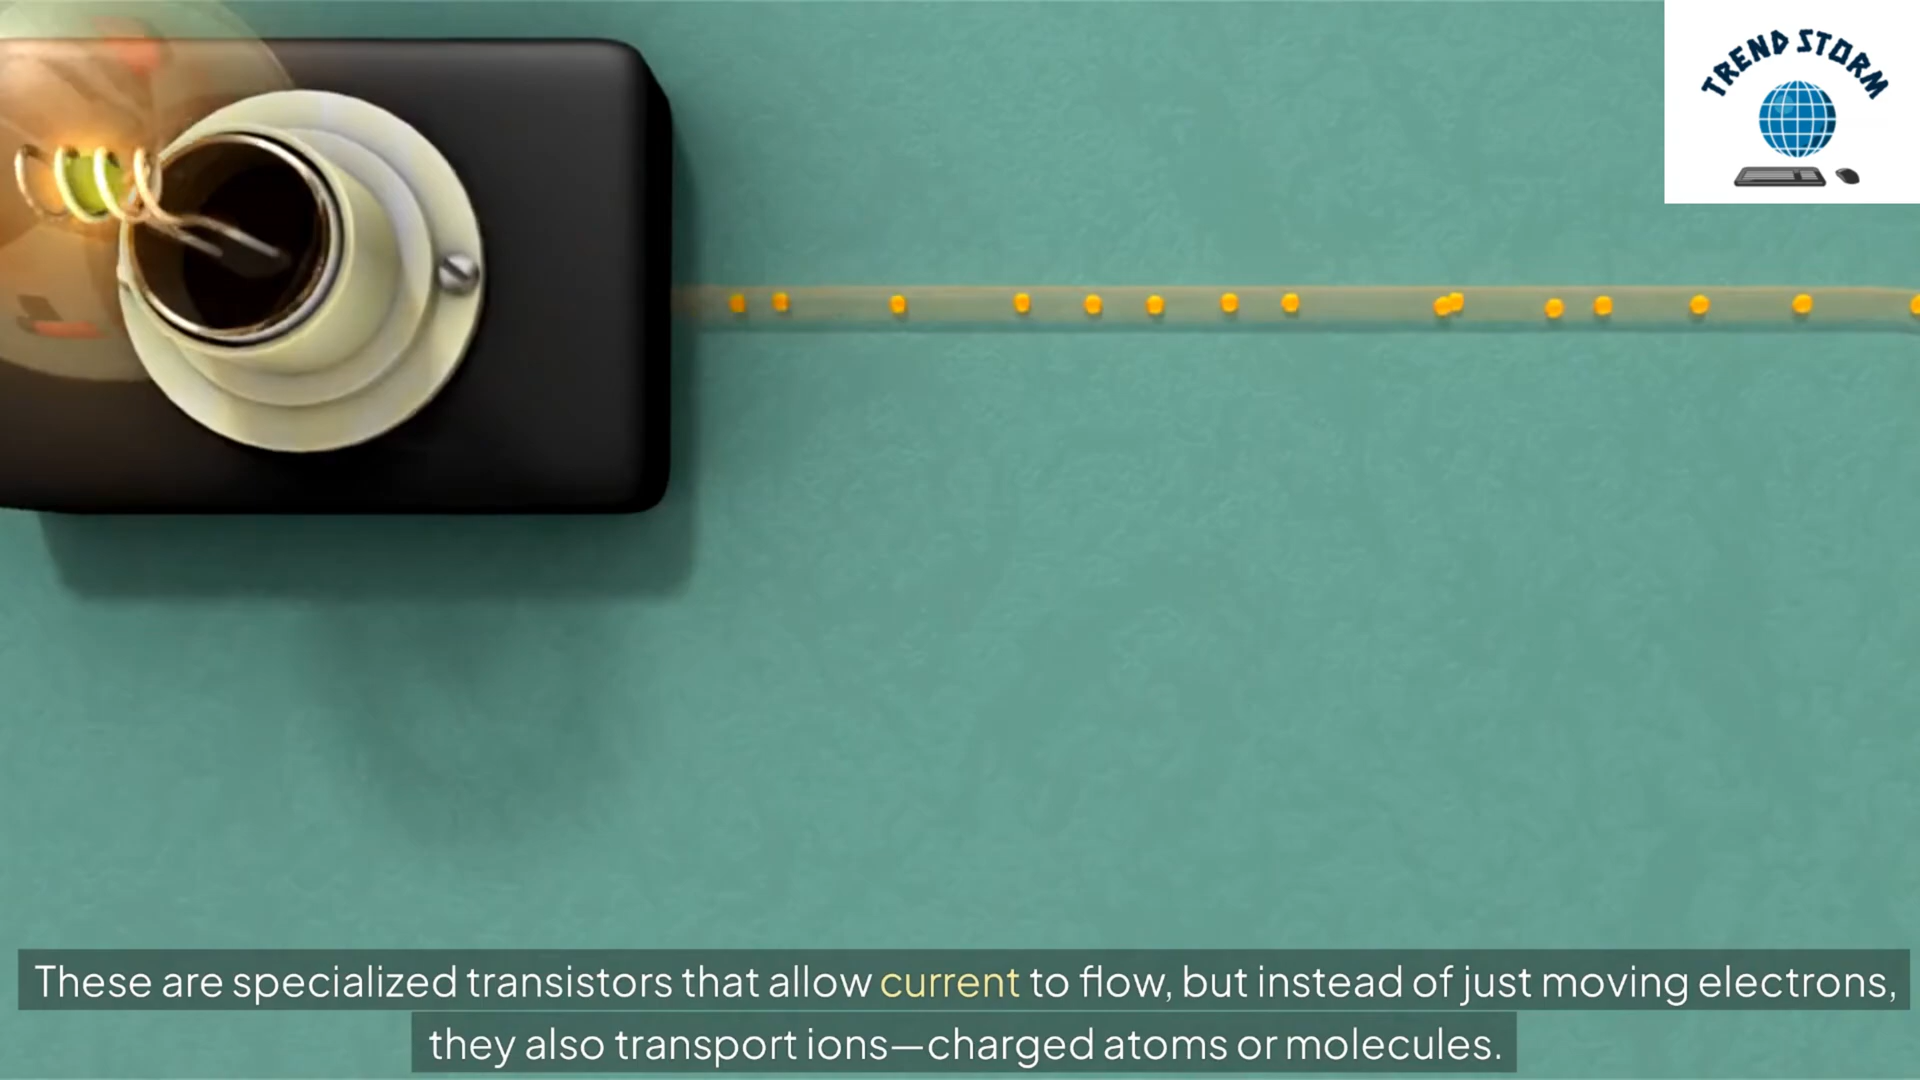 TREND STORM
These are specialized transistors that allow current to flow, but instead of just moving electrons,
they also transport ions—charged atoms or molecules.